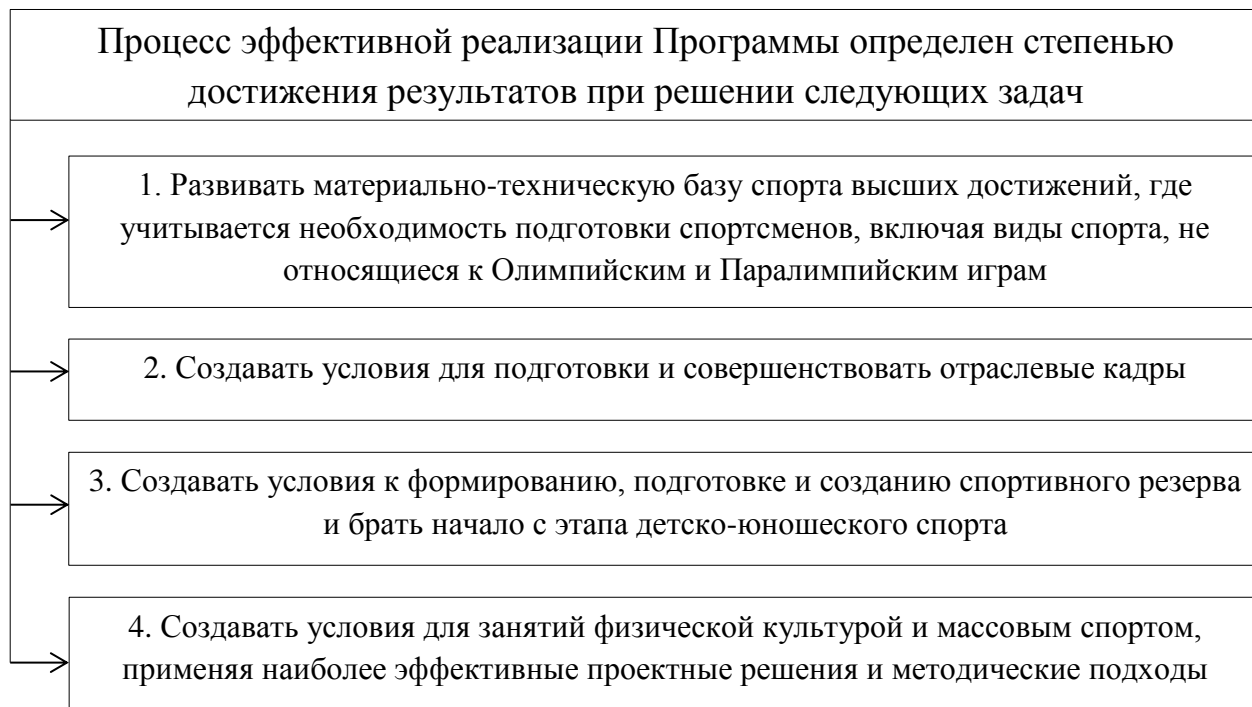 Процесс эффективной реализации Программы определен степенью
достижения результатов при решении следующих задач
1. Развивать материально-техническую базу спорта высших достижений, где
учитывается необходимость подготовки спортсменов, включая виды спорта, не
относящиеся к Олимпийским и Паралимпийским играм
2. Создавать условия для подготовки и совершенствовать отраслевые кадры
3. Создавать условия к формированию, подготовке и созданию спортивного резерва
и брать начало с этапа детско-юношеского спорта
4. Создавать условия для занятий физической культурой и массовым спортом,
применяя наиболее эффективные проектные решения и методические подходы